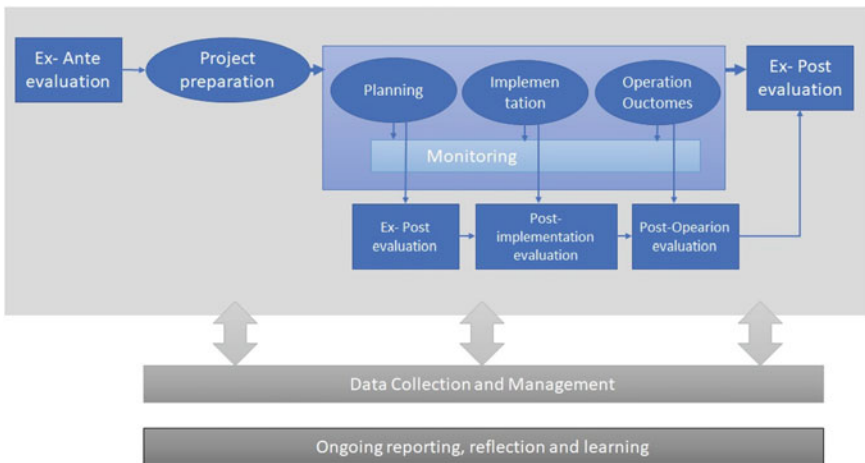 Ex- Ante
evaluation
Project
preparation
Planning
Implemen
tation
Operation
Ouctomes
Ex- Post
evaluation
Monitoring
Ex- Post
evaluation
Post-
implementation
evaluation
Post-Opearion
evaluation
Data Collection and Management
Ongoing reporting, reflection and learning